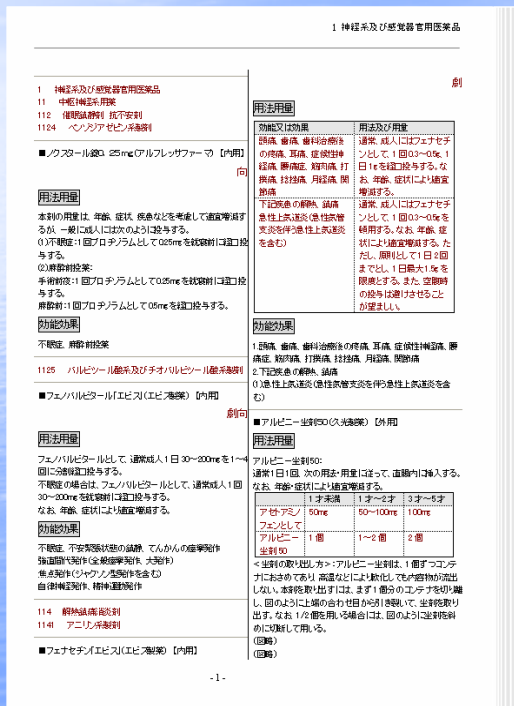 1 神経系及び感覚器官用医薬品
1 神経系及び感覚器官用医薬品
11 中枢神経系用薬
112 催眠鎮静剤 抗不安剤
1124 ベンゾジアゼピン系製剤
■ノクスタール錠0.25mg(アルフレッサファーマ) 【内用】
向
用法用量
本剤の用量は、年齢、症状、疾患などを考慮して適宜増減す
るが、一般に成人には次のように投与する。
(1)不眠症:1回ブロチゾラムとして0.25mgを就寝前に経口投
与する。
(2)麻酔前投薬:
手術前夜:1回ブロチゾラムとして0.25mgを就寝前に経口投
与する。
麻酔前:1回ブロチゾラムとして0.5mgを経口投与する。
効能効果
不眠症、麻酔前投薬
1125 バルビツール酸系及びチオバルビツール酸系製剤
■フェノバルビタール「エビス」(エビス製薬) 【内用】
劇向
用法用量
フェノバルビタールとして、通常成人1日30～200mgを1～4
回に分割経口投与する。
不眠症の場合は、フェノバルビタールとして、通常成人1回
30～200mgを就寝前に経口投与する。
なお、年齢、症状により適宜増減する。
効能効果
不眠症、不安緊張状態の鎮静、てんかんの痙攣発作
強直間代発作(全般痙攣発作、大発作)
焦点発作(ジャクソン型発作を含む)
自律神経発作、精神運動発作
114 解熱鎮痛消炎剤
1141 アニリン系製剤
■フェナセチン「エビス」(エビス製薬) 【内用】
劇
用法用量
効能又は効果 用法及び用量
頭痛、歯痛、歯科治療後 通常、成人にはフェナセチ
の疼痛、耳痛、症候性神 ンとして、1回0.3～0.5g、1
経痛、腰痛症、筋肉痛、打 日1gを経口投与する。な
撲痛、捻挫痛、月経痛、関 お、年齢、症状により適宜
節痛 増減する。
下記疾患の解熱、鎮痛 通常、成人にはフェナセチ
急性上気道炎(急性気管 ンとして、1回0.3～0.5gを
支炎を伴う急性上気道炎 頓用する。なお、年齢、症
を含む) 状により適宜増減する。た
だし、原則として1日2回
までとし、1日最大1.5gを
限度とする。また、空腹時
の投与は避けさせること
が望ましい。
効能効果
1.頭痛、歯痛、歯科治療後の疼痛、耳痛、症候性神経痛、腰
痛症、筋肉痛、打撲痛、捻挫痛、月経痛、関節痛
2.下記疾患の解熱、鎮痛
(1)急性上気道炎(急性気管支炎を伴う急性上気道炎を含
む)
■アルピニー坐剤50(久光製薬) 【外用】
用法用量
アルピニー坐剤50:
通常1日1回、次の用法・用量に従って、直腸内に挿入する。
なお、年齢・症状により適宜増減する。
1才未満 1才～2才 3才～5才
アセトアミノ 50mg 50～100mg 100mg
フェンとして
アルピニー 1個 1～2個 2個
坐剤50
<坐剤の取り出し方>:アルピニー坐剤は、1個ずつコンテ
ナにおさめてあり、高温などにより軟化しても内容物が流出
しない。本剤を取り出すには、まず1個分のコンテナを切り離
し、図のように上端の合わせ目から引き裂いて、坐剤を取り
出す。なお、1/2個を用いる場合には、図のように坐剤を斜
めに切断して用いる。
(図略)
(図略)
-1-